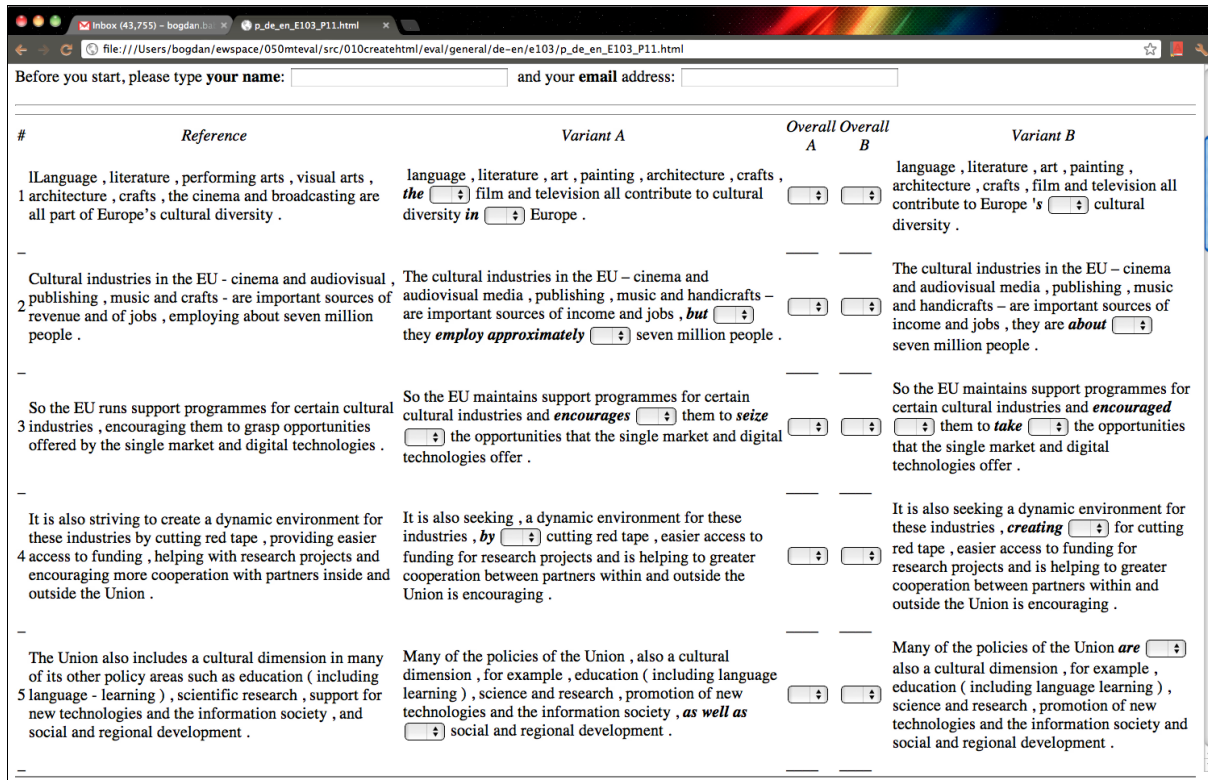 Inbox (43,755) – bogdan.ba
p_de_en_E103_P11.html
file:///Users/bogdan/ewspace/050mteval/src/010createhtml/eval/general/de-en/e103/p_de_en_E103_P11.html
Before you start, please type your name: and your email address:
# Reference Variant A Overall A Overall B Variant B
1
lLanguage , literature , performing arts , visual arts ,
architecture , crafts , the cinema and broadcasting are
all part of Europe's cultural diversity .
language , literature , art , painting , architecture , crafts ,
the film and television all contribute to cultural
diversity in Europe .
language , literature , art , painting ,
architecture , crafts , film and television all
contribute to Europe 's cultural
diversity .
2
Cultural industries in the EU - cinema and audiovisual ,
publishing , music and crafts - are important sources of
revenue and of jobs , employing about seven million
people .
The cultural industries in the EU – cinema and
audiovisual media , publishing , music and handicrafts –
are important sources of income and jobs , but
they employ approximately seven million people .
The cultural industries in the EU – cinema
and audiovisual media , publishing , music
and handicrafts – are important sources of
income and jobs , they are about
seven million people .
3
So the EU runs support programmes for certain cultural
industries , encouraging them to grasp opportunities
offered by the single market and digital technologies .
So the EU maintains support programmes for certain
cultural industries and encourages them to seize
the opportunities that the single market and digital
technologies offer .
So the EU maintains support programmes for
certain cultural industries and encouraged
them to take the opportunities
that the single market and digital
technologies offer .
4
It is also striving to create a dynamic environment for
these industries by cutting red tape , providing easier
access to funding , helping with research projects and
encouraging more cooperation with partners inside and
outside the Union .
It is also seeking , a dynamic environment for these
industries , by cutting red tape , easier access to
funding for research projects and is helping to greater
cooperation between partners within and outside the
Union is encouraging .
It is also seeking a dynamic environment for
these industries , creating for cutting
red tape , easier access to funding for
research projects and is helping to greater
cooperation between partners within and
outside the Union is encouraging .
5
The Union also includes a cultural dimension in many
of its other policy areas such as education ( including
language - learning ) , scientific research , support for
new technologies and the information society , and
social and regional development .
Many of the policies of the Union , also a cultural
dimension , for example , education ( including language
learning ) , science and research , promotion of new
technologies and the information society , as well as
social and regional development .
Many of the policies of the Union are
also a cultural dimension , for example ,
education ( including language learning ) ,
science and research , promotion of new
technologies and the information society and
social and regional development .